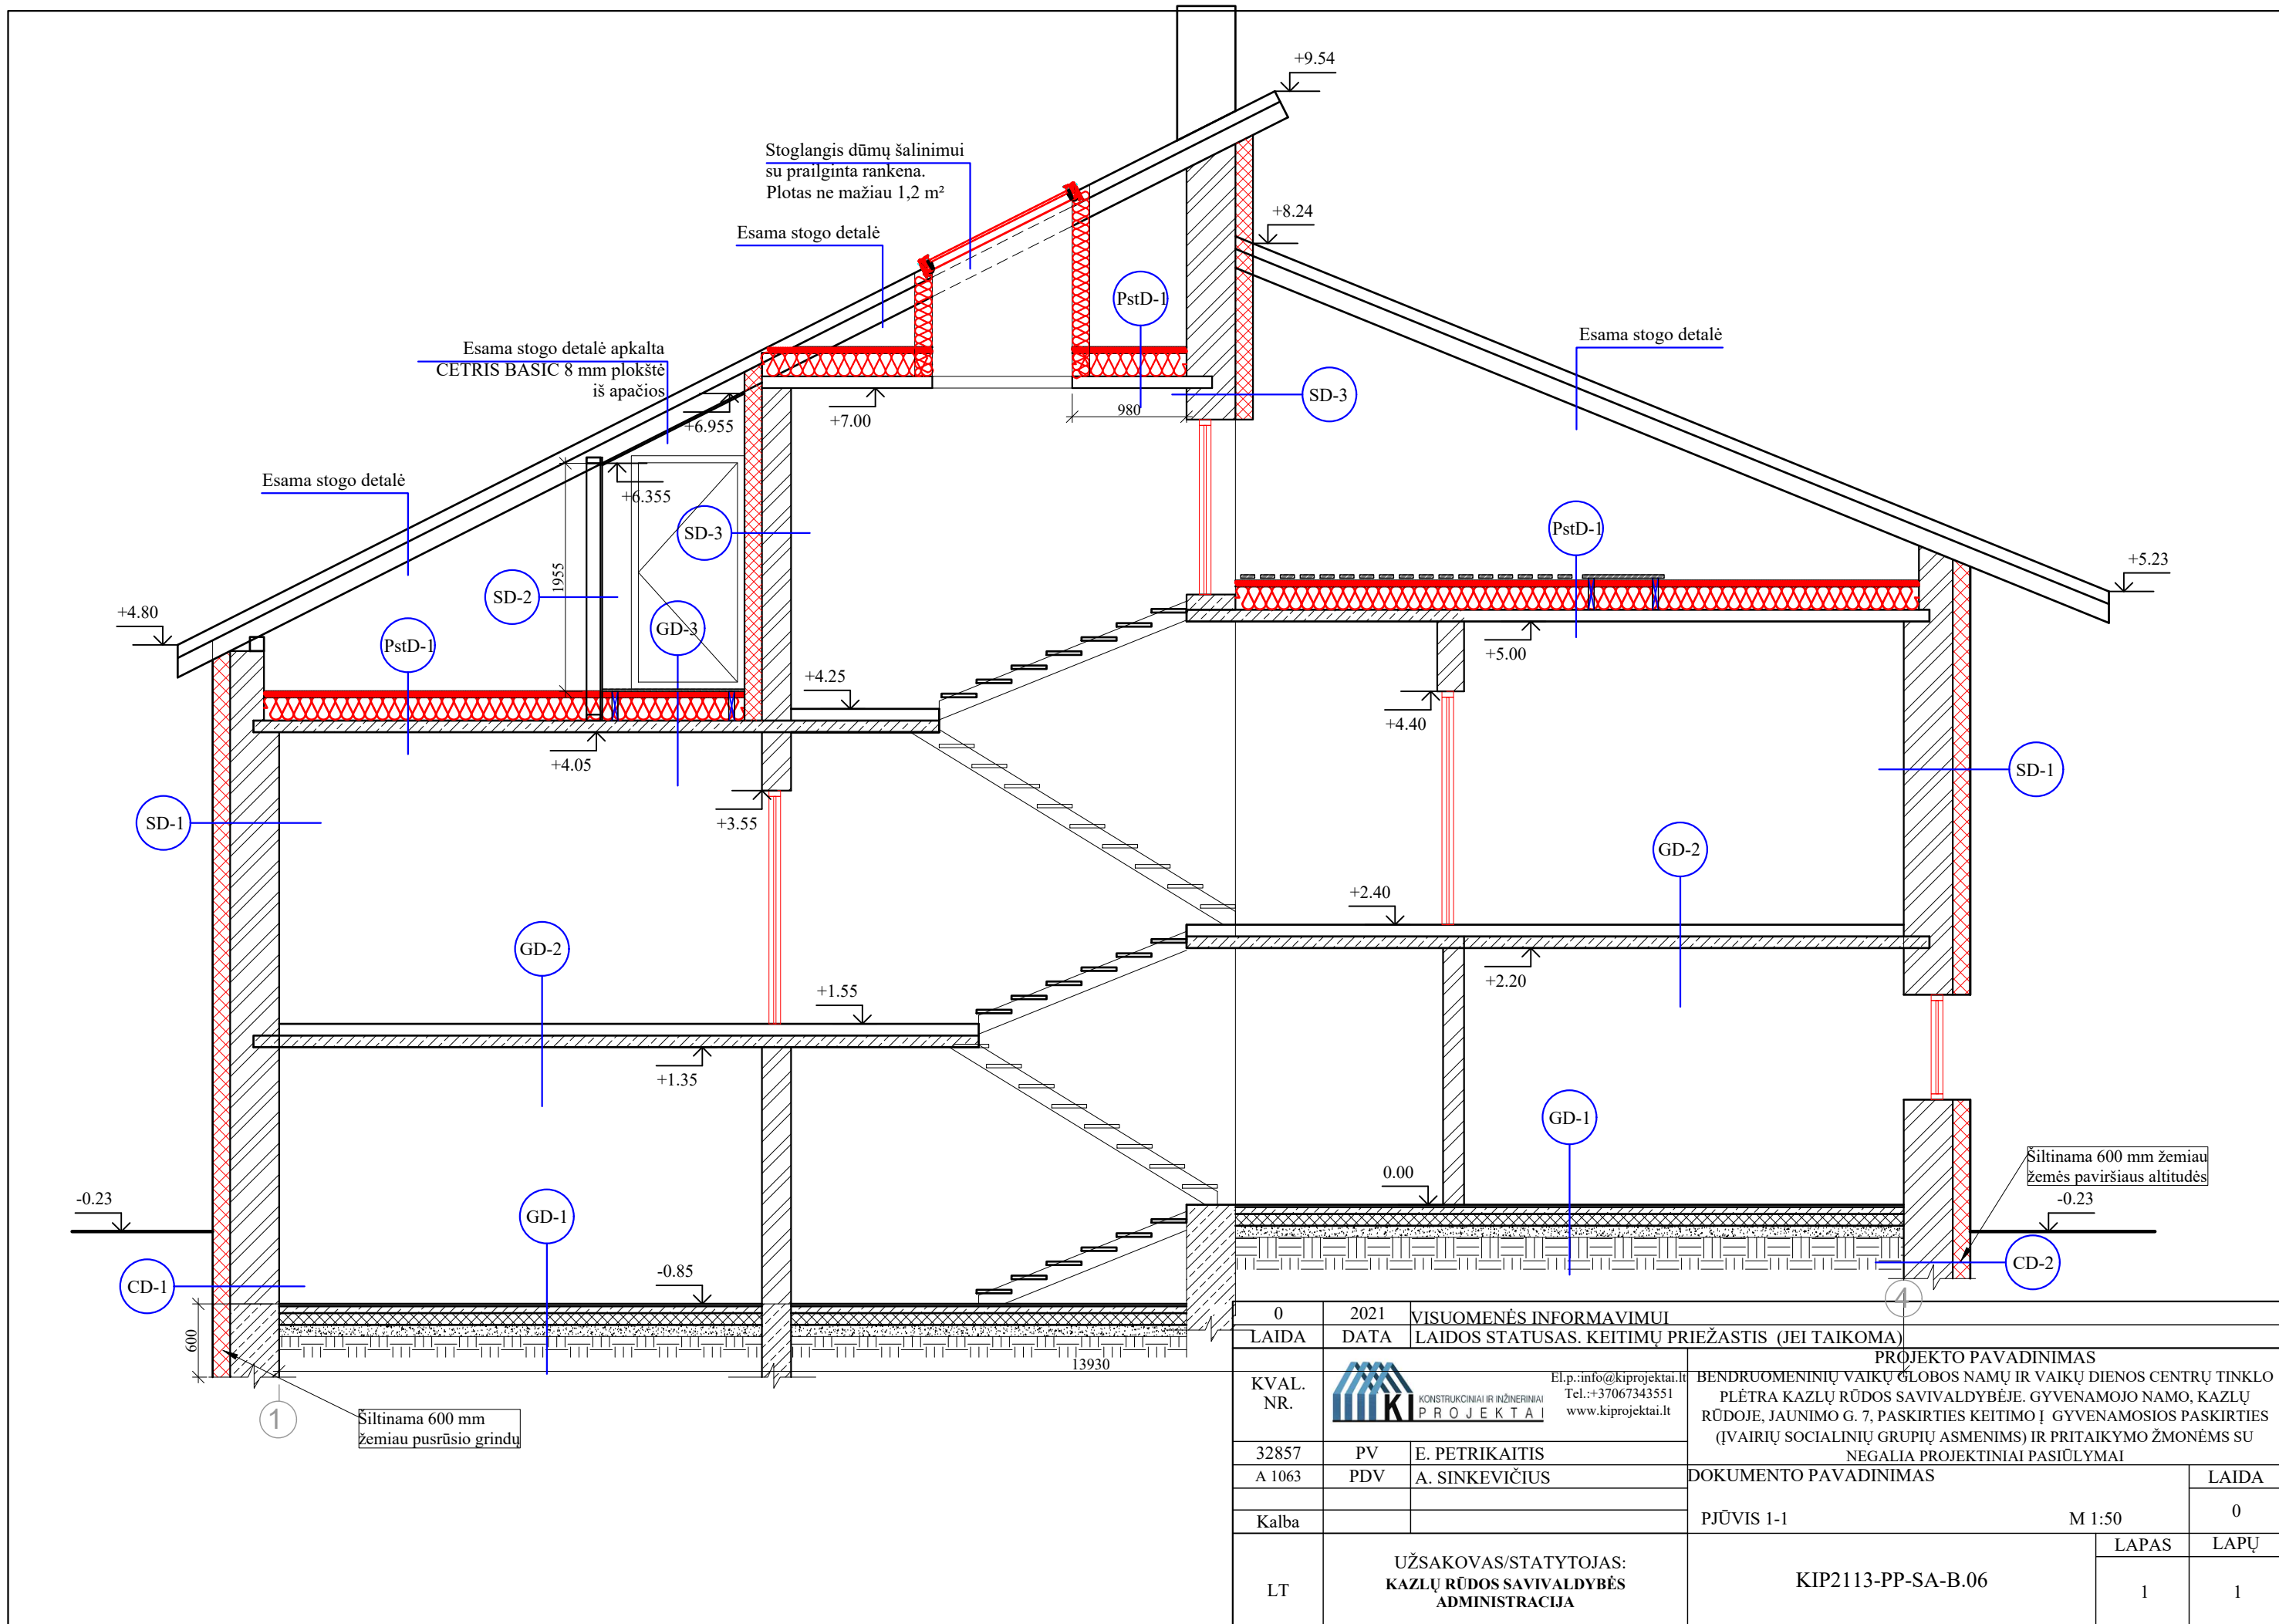 +9.54
Stoglangis dūmų šalinimui
su prailginta rankena.
Plotas ne mažiau 1,2 m²
+8.24
Esama stogo detalė
PstD-1
Esama stogo detalė
Esama stogo detalė apkalta
CETRIS BASIC 8 mm plokštė
iš apačios
SD-3
+7.00
980
+6.955
Esama stogo detalė
+6.355
SD-3
PstD-1
+5.23
1955
SD-2
+4.80
GD-3
PstD-1
+5.00
+4.25
+4.40
+4.05
SD-1
+3.55
SD-1
GD-2
+2.40
GD-2
+2.20
+1.55
+1.35
GD-1
Šiltinama 600 mm žemiau
žemės paviršiaus altitudės
0.00
-0.23
-0.23
GD-1
CD-2
-0.85
CD-1
4
600
13930
1
Šiltinama 600 mm
žemiau pusrūsio grindų
0 2021 VISUOMENĖS INFORMAVIMUI
LAIDA DATA LAIDOS STATUSAS. KEITIMŲ PRIEŽASTIS (JEI TAIKOMA)
KVAL.
NR.
KI
KONSTRUKCINIAI IR INŽINERINIAI
PROJEKTAI
El.p.:info@kiprojektai.lt
Tel.:+37067343551
www.kiprojektai.lt
PROJEKTO PAVADINIMAS
BENDRUOMENINIŲ VAIKŲ GLOBOS NAMŲ IR VAIKŲ DIENOS CENTRŲ TINKLO
PLĖTRA KAZLŲ RŪDOS SAVIVALDYBĖJE. GYVENAMOJO NAMO, KAZLŲ
RŪDOJE, JAUNIMO G. 7, PASKIRTIES KEITIMO Į GYVENAMOSIOS PASKIRTIES
(ĮVAIRIŲ SOCIALINIŲ GRUPIŲ ASMENIMS) IR PRITAIKYMO ŽMONĖMS SU
NEGALIA PROJEKTINIAI PASIŪLYMAI
32857 PV E. PETRIKAITIS
A 1063 PDV A. SINKEVIČIUS
DOKUMENTO PAVADINIMAS
LAIDA
Kalba
PJŪVIS 1-1 M 1:50
0
LT
UŽSAKOVAS/STATYTOJAS:
KAZLŲ RŪDOS SAVIVALDYBĖS
ADMINISTRACIJA
KIP2113-PP-SA-B.06
LAPAS LAPŲ
1 1